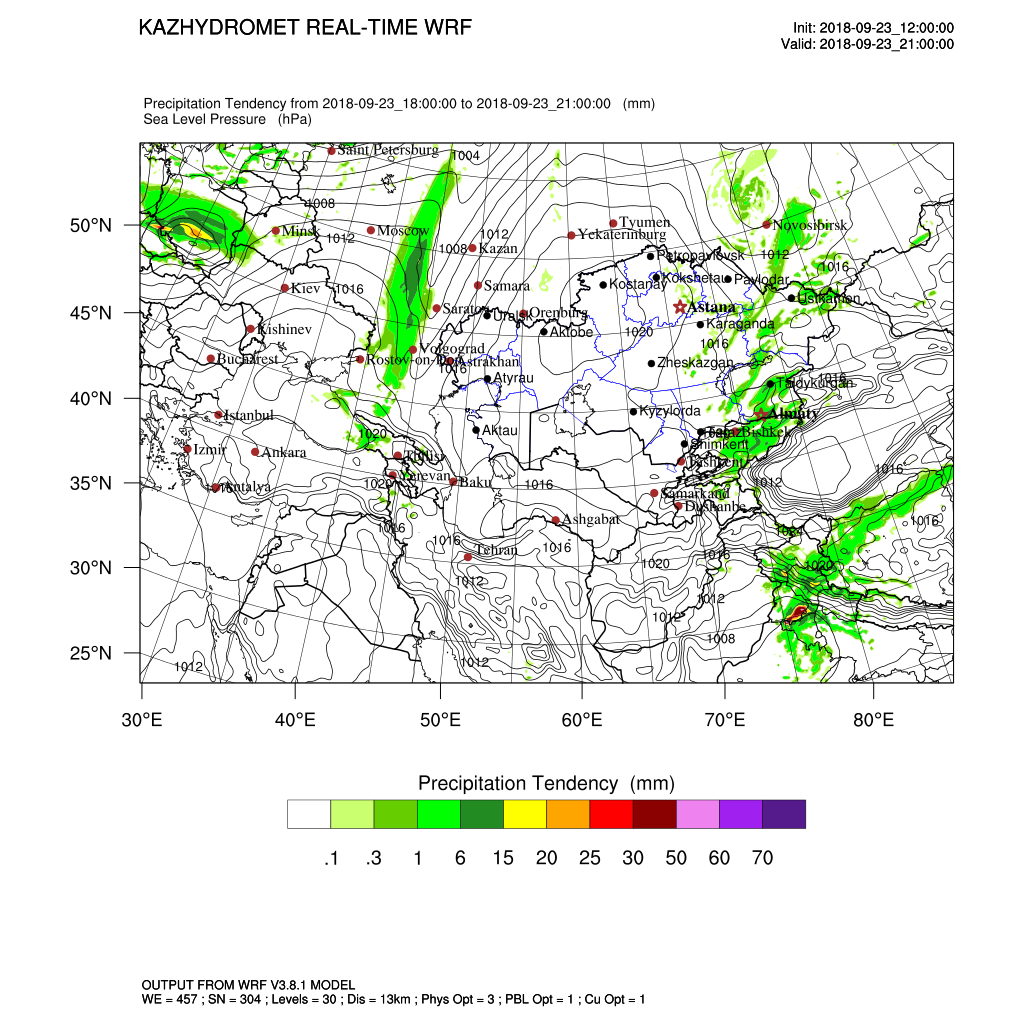 KAZHYDROMET REAL-TIME WRF
Init: 2018-09-23_12:00:00
Valid: 2018-09-23_21:00:00
Precipitation Tendency from 2018-09-23_18:00:00 to 2018-09-23_21:00:00 (mm)
Sea Level Pressure (hPa)
Saint Petersburg
1004
1008
50°N
Minsk
Moscow
1012
1012
1008
Kazan
Tyumen
Yekaterinburg
Novosibirsk
Petropavlovsk
1012
1016
Kiev
1016
Samara
Kostanay
Kokshetau
Pavlodar
Ustkamon
45°N
Saratov
Uralsk
Orenburg
Astana
Kishinev
Aktobe
1020
Karaganda
1016
Bucharest
Rostov-on-Don
Volgograd
Astrakhan
1016
Zheskazgan
Atyrau
1016
Taldykurgan
40°N
Istanbul
Kyzylorda
Almaty
1020
Aktau
Taraz
Bishkek
Izmir
Ankara
Tbilisi
Shimkent
Tashkent
1016
35°N
Antalya
1020
Yerevan
Baku
1016
1012
Samarkand
Dushanbe
1016
Ashgabat
1016
1016
1016
1024
30°N
Tehran
1016
1020
1020
1012
1012
1012
1008
25°N
1012
1012
30°E 40°E 50°E 60°E 70°E 80°E
Precipitation Tendency (mm)
.1 .3 1 6 15 20 25 30 50 60 70
OUTPUT FROM WRF V3.8.1 MODEL
WE = 457 ; SN = 304 ; Levels = 30 ; Dis = 13km ; Phys Opt = 3 ; PBL Opt = 1 ; Cu Opt = 1